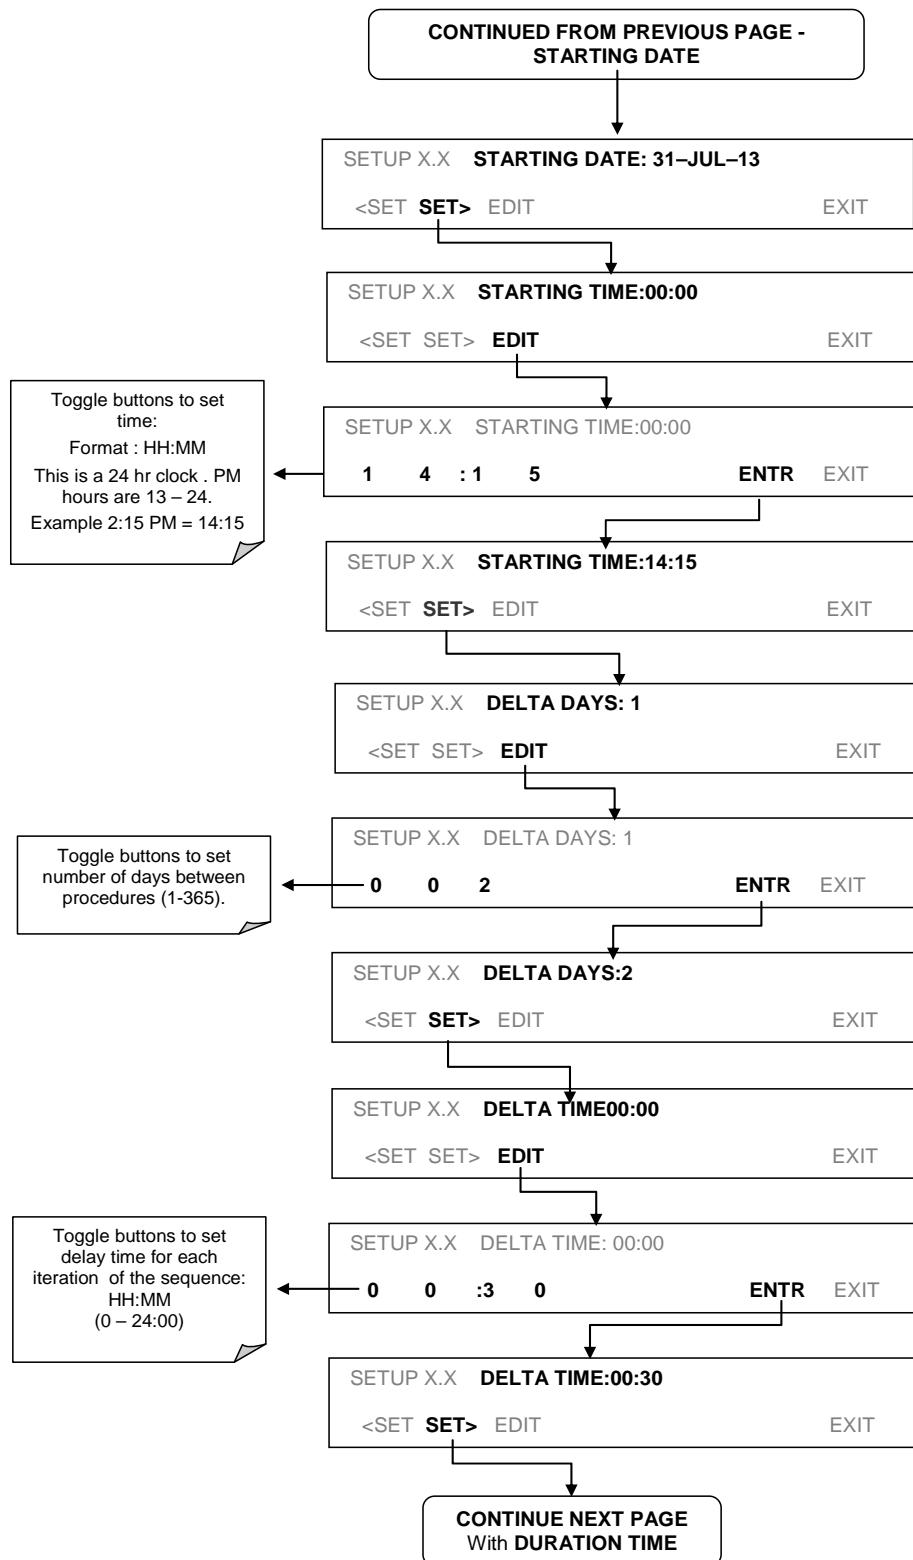 CONTINUED FROM PREVIOUS PAGE -
STARTING DATE
SETUP X.X STARTING DATE: 31–JUL–13
<SET SET> EDIT EXIT
SETUP X.X STARTING TIME:00:00
<SET SET> EDIT EXIT
Toggle buttons to set
time:
Format : HH:MM
This is a 24 hr clock . PM
hours are 13 – 24.
Example 2:15 PM = 14:15
SETUP X.X STARTING TIME:00:00
1 4 : 1 5 ENTR EXIT
SETUP X.X STARTING TIME:14:15
<SET SET> EDIT EXIT
SETUP X.X DELTA DAYS: 1
<SET SET> EDIT EXIT
Toggle buttons to set
number of days between
procedures (1-365).
SETUP X.X DELTA DAYS: 1
0 0 2 ENTR EXIT
SETUP X.X DELTA DAYS:2
<SET SET> EDIT EXIT
SETUP X.X DELTA TIME00:00
<SET SET> EDIT EXIT
Toggle buttons to set
delay time for each
iteration of the sequence:
HH:MM
(0 – 24:00)
SETUP X.X DELTA TIME: 00:00
0 0 :3 0 ENTR EXIT
SETUP X.X DELTA TIME:00:30
<SET SET> EDIT EXIT
CONTINUE NEXT PAGE
With DURATION TIME